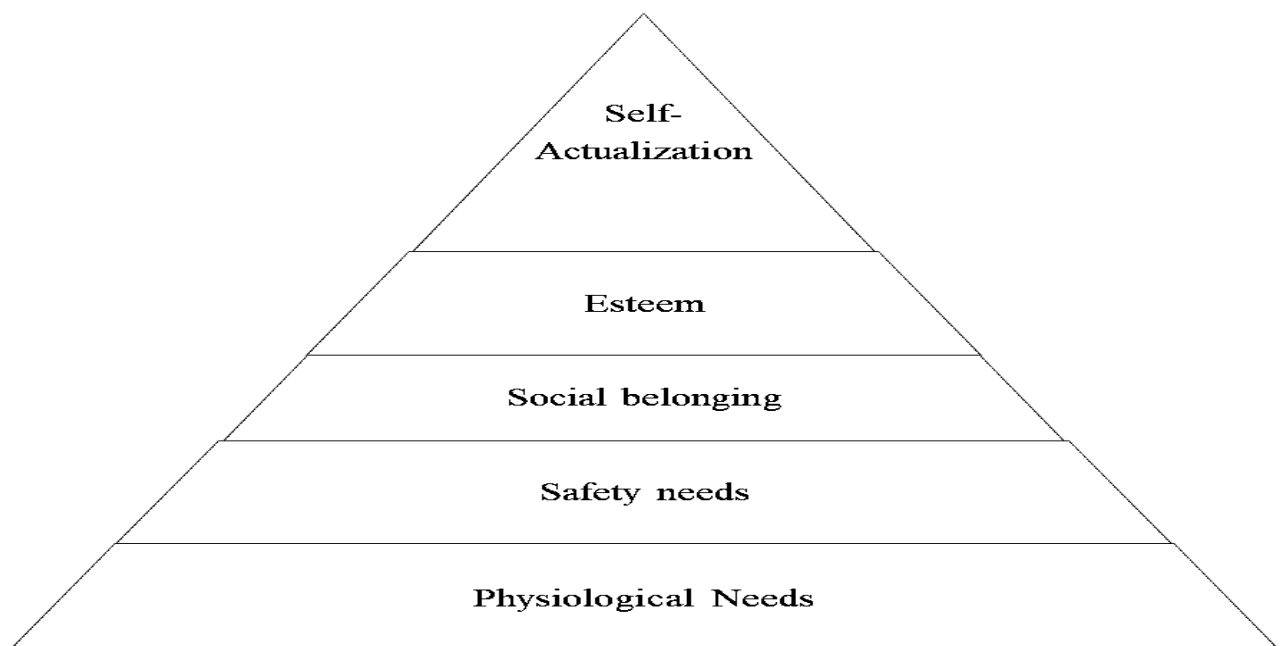 Self-
Actualization
Esteem
Social belonging
Safety needs
Physiological Needs